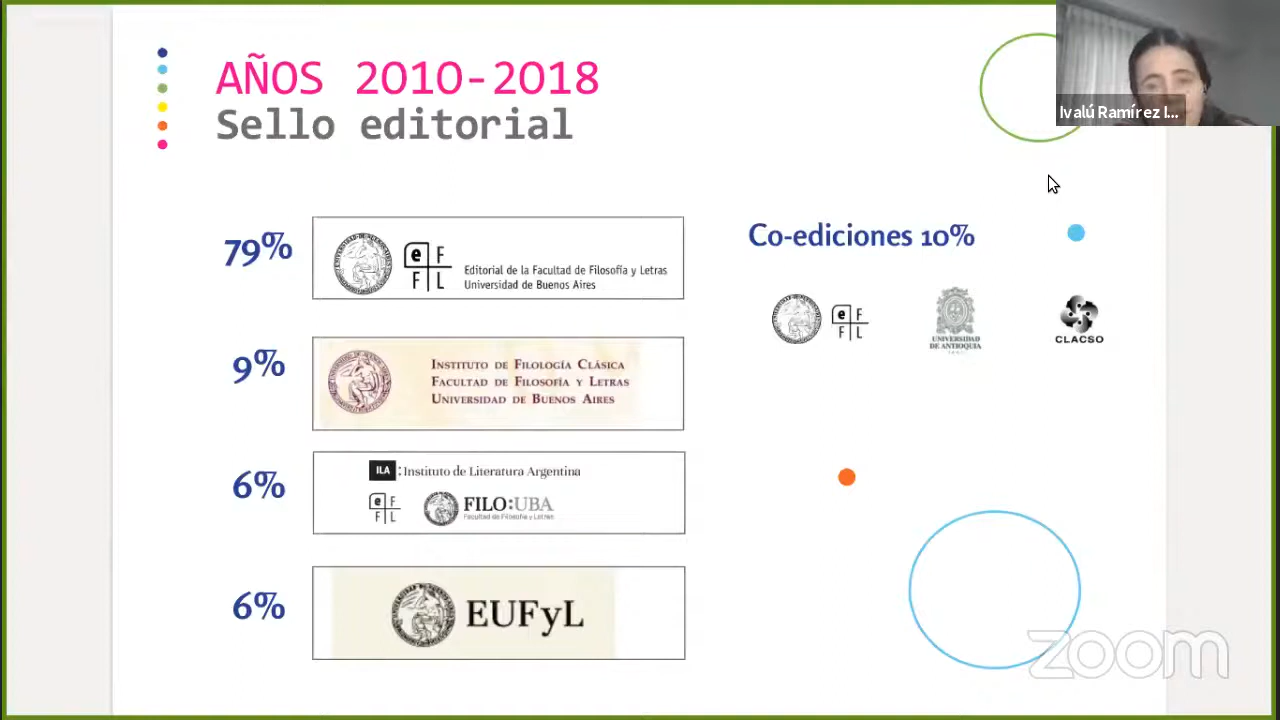 AÑOS 2010-2018
Sello editorial
Ivalú Ramírez I...
79%
e F
F L
Editorial de la Facultad de Filosofía y Letras
Universidad de Buenos Aires
9%
Instituto de Filología Clásica
Facultad de Filosofía y Letras
Universidad de Buenos Aires
6%
ILA :Instituto de Literatura Argentina
e F
F L
FILO:UBA
Facultad de Filosofía y Letras
6%
EUFyL
Co-ediciones 10%
e F
F L
UNIVERSIDAD
DE ANTIOQUIA
CLACSO
zoom